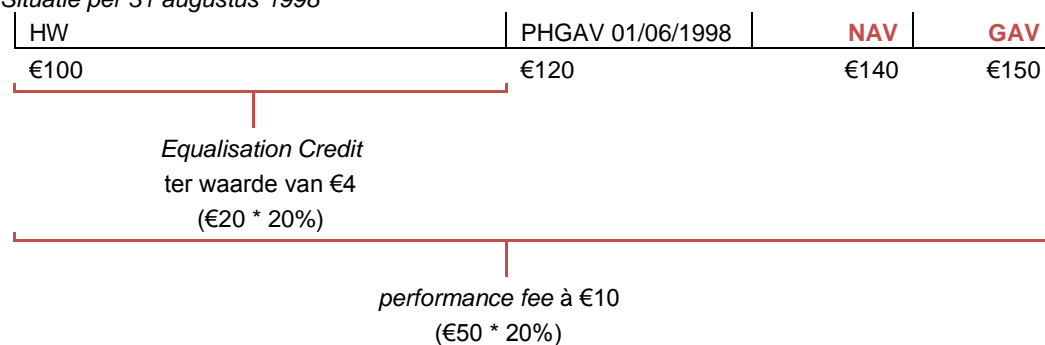 Situatie per 31 augustus 1998
HW PHGAV 01/06/1998 NAV GAV
€100 €120 €140 €150
Equalisation Credit
ter waarde van €4
(€20 * 20%)
performance fee à €10
(€50 * 20%)